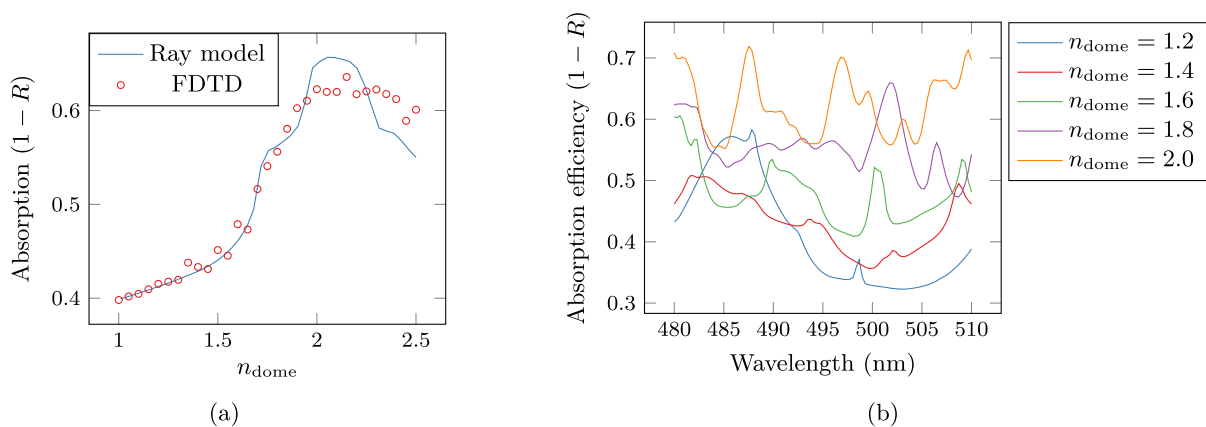 Absorption (1 − R)
0.6
0.5
0.4
Ray model
FDTD
1
1.5
2
2.5
n_dome
(a)
Absorption efficiency (1 − R)
0.7
0.6
0.5
0.4
0.3
480
485
490
495
500
505
510
Wavelength (nm)
(b)
n_dome = 1.2
n_dome = 1.4
n_dome = 1.6
n_dome = 1.8
n_dome = 2.0